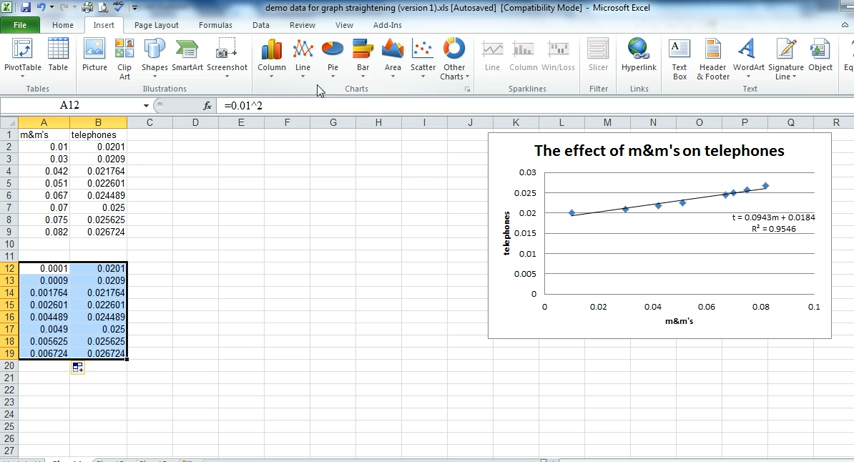 demo data for graph straightening (version 1).xls [Autosaved] [Compatibility Mode] - Microsoft Excel
File Home Insert Page Layout Formulas Data Review View Add-Ins
PivotTable Table Picture Clip Art Shapes SmartArt Screenshot Column Line Pie Bar Area Scatter Other Charts Line Column Win/Loss Slicer Hyperlink Text Box Header & Footer WordArt Signature Line Object
Tables Illustrations Charts Sparklines Filter Links Text
A12 fx =0.01^2
A B C D E F G H I J K L M N O P Q R
1 m&m's telephones
2 0.01 0.0201
3 0.03 0.0209
4 0.042 0.021764
5 0.051 0.022601
6 0.067 0.024489
7 0.07 0.025
8 0.075 0.025625
9 0.082 0.026724
10
11
12 0.0001 0.0201
13 0.0009 0.0209
14 0.001764 0.021764
15 0.002601 0.022601
16 0.004489 0.024489
17 0.0049 0.025
18 0.005625 0.025625
19 0.006724 0.026724
20
21
22
23
24
25
26
27
The effect of m&m's on telephones
0.03
0.025
0.02
0.015
0.01
0.005
0
telephones
t = 0.0943m + 0.0184
R² = 0.9546
0 0.02 0.04 0.06 0.08 0.1
m&m's